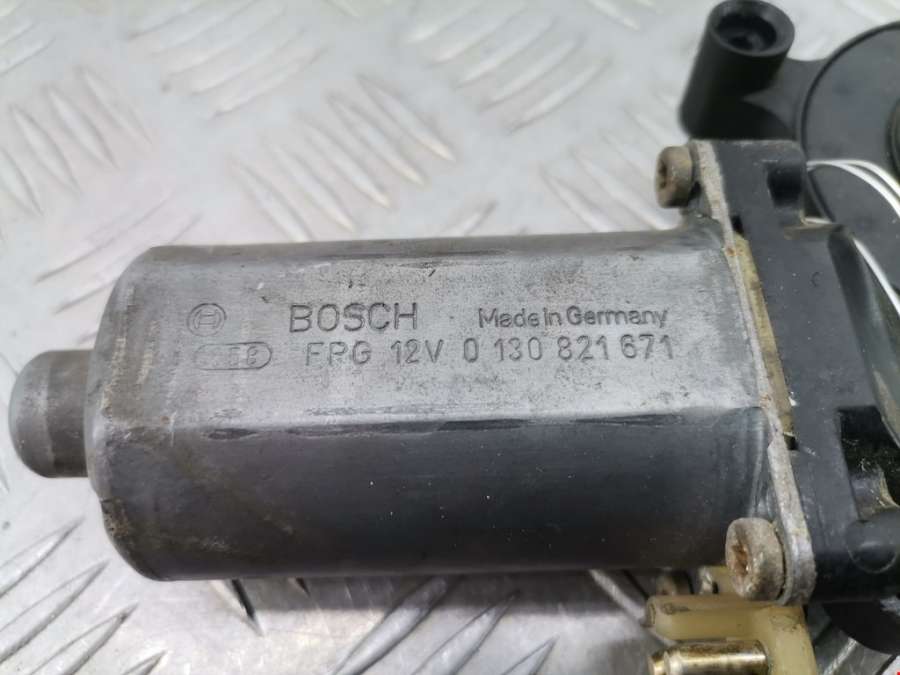 BOSCH Made in Germany
FPG 12V 0 130 821 671